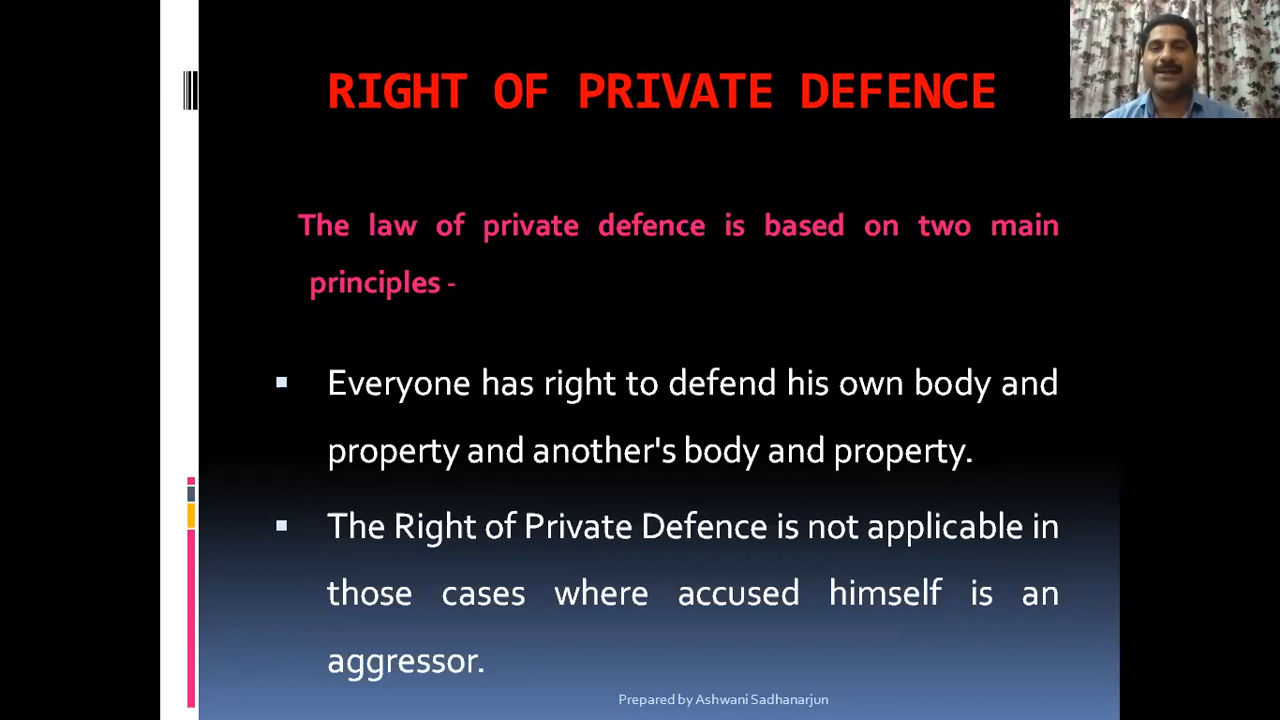 RIGHT OF PRIVATE DEFENCE
The law of private defence is based on two main
principles -
Everyone has right to defend his own body and
property and another's body and property.
The Right of Private Defence is not applicable in
those cases where accused himself is an
aggressor.
Prepared by Ashwani Sadhanarjun